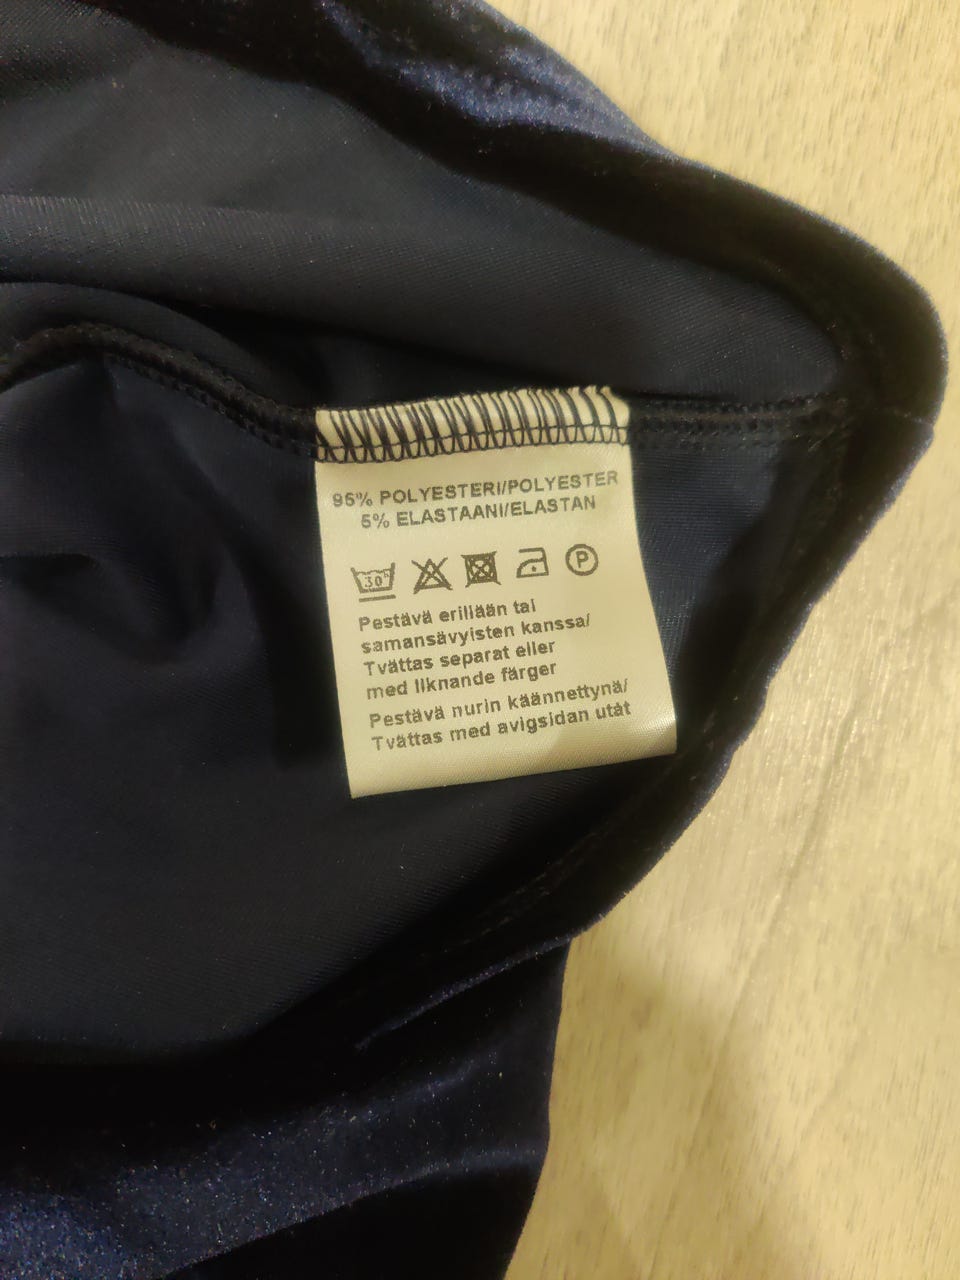 95% POLYESTERI/POLYESTER
5% ELASTAANI/ELASTAN
30° P
Pestävä erillään tai
samansävyisten kanssa/
Tvättas separat eller
med liknande färger
Pestävä nurin käännettynä/
Tvättas med avigsidan utåt